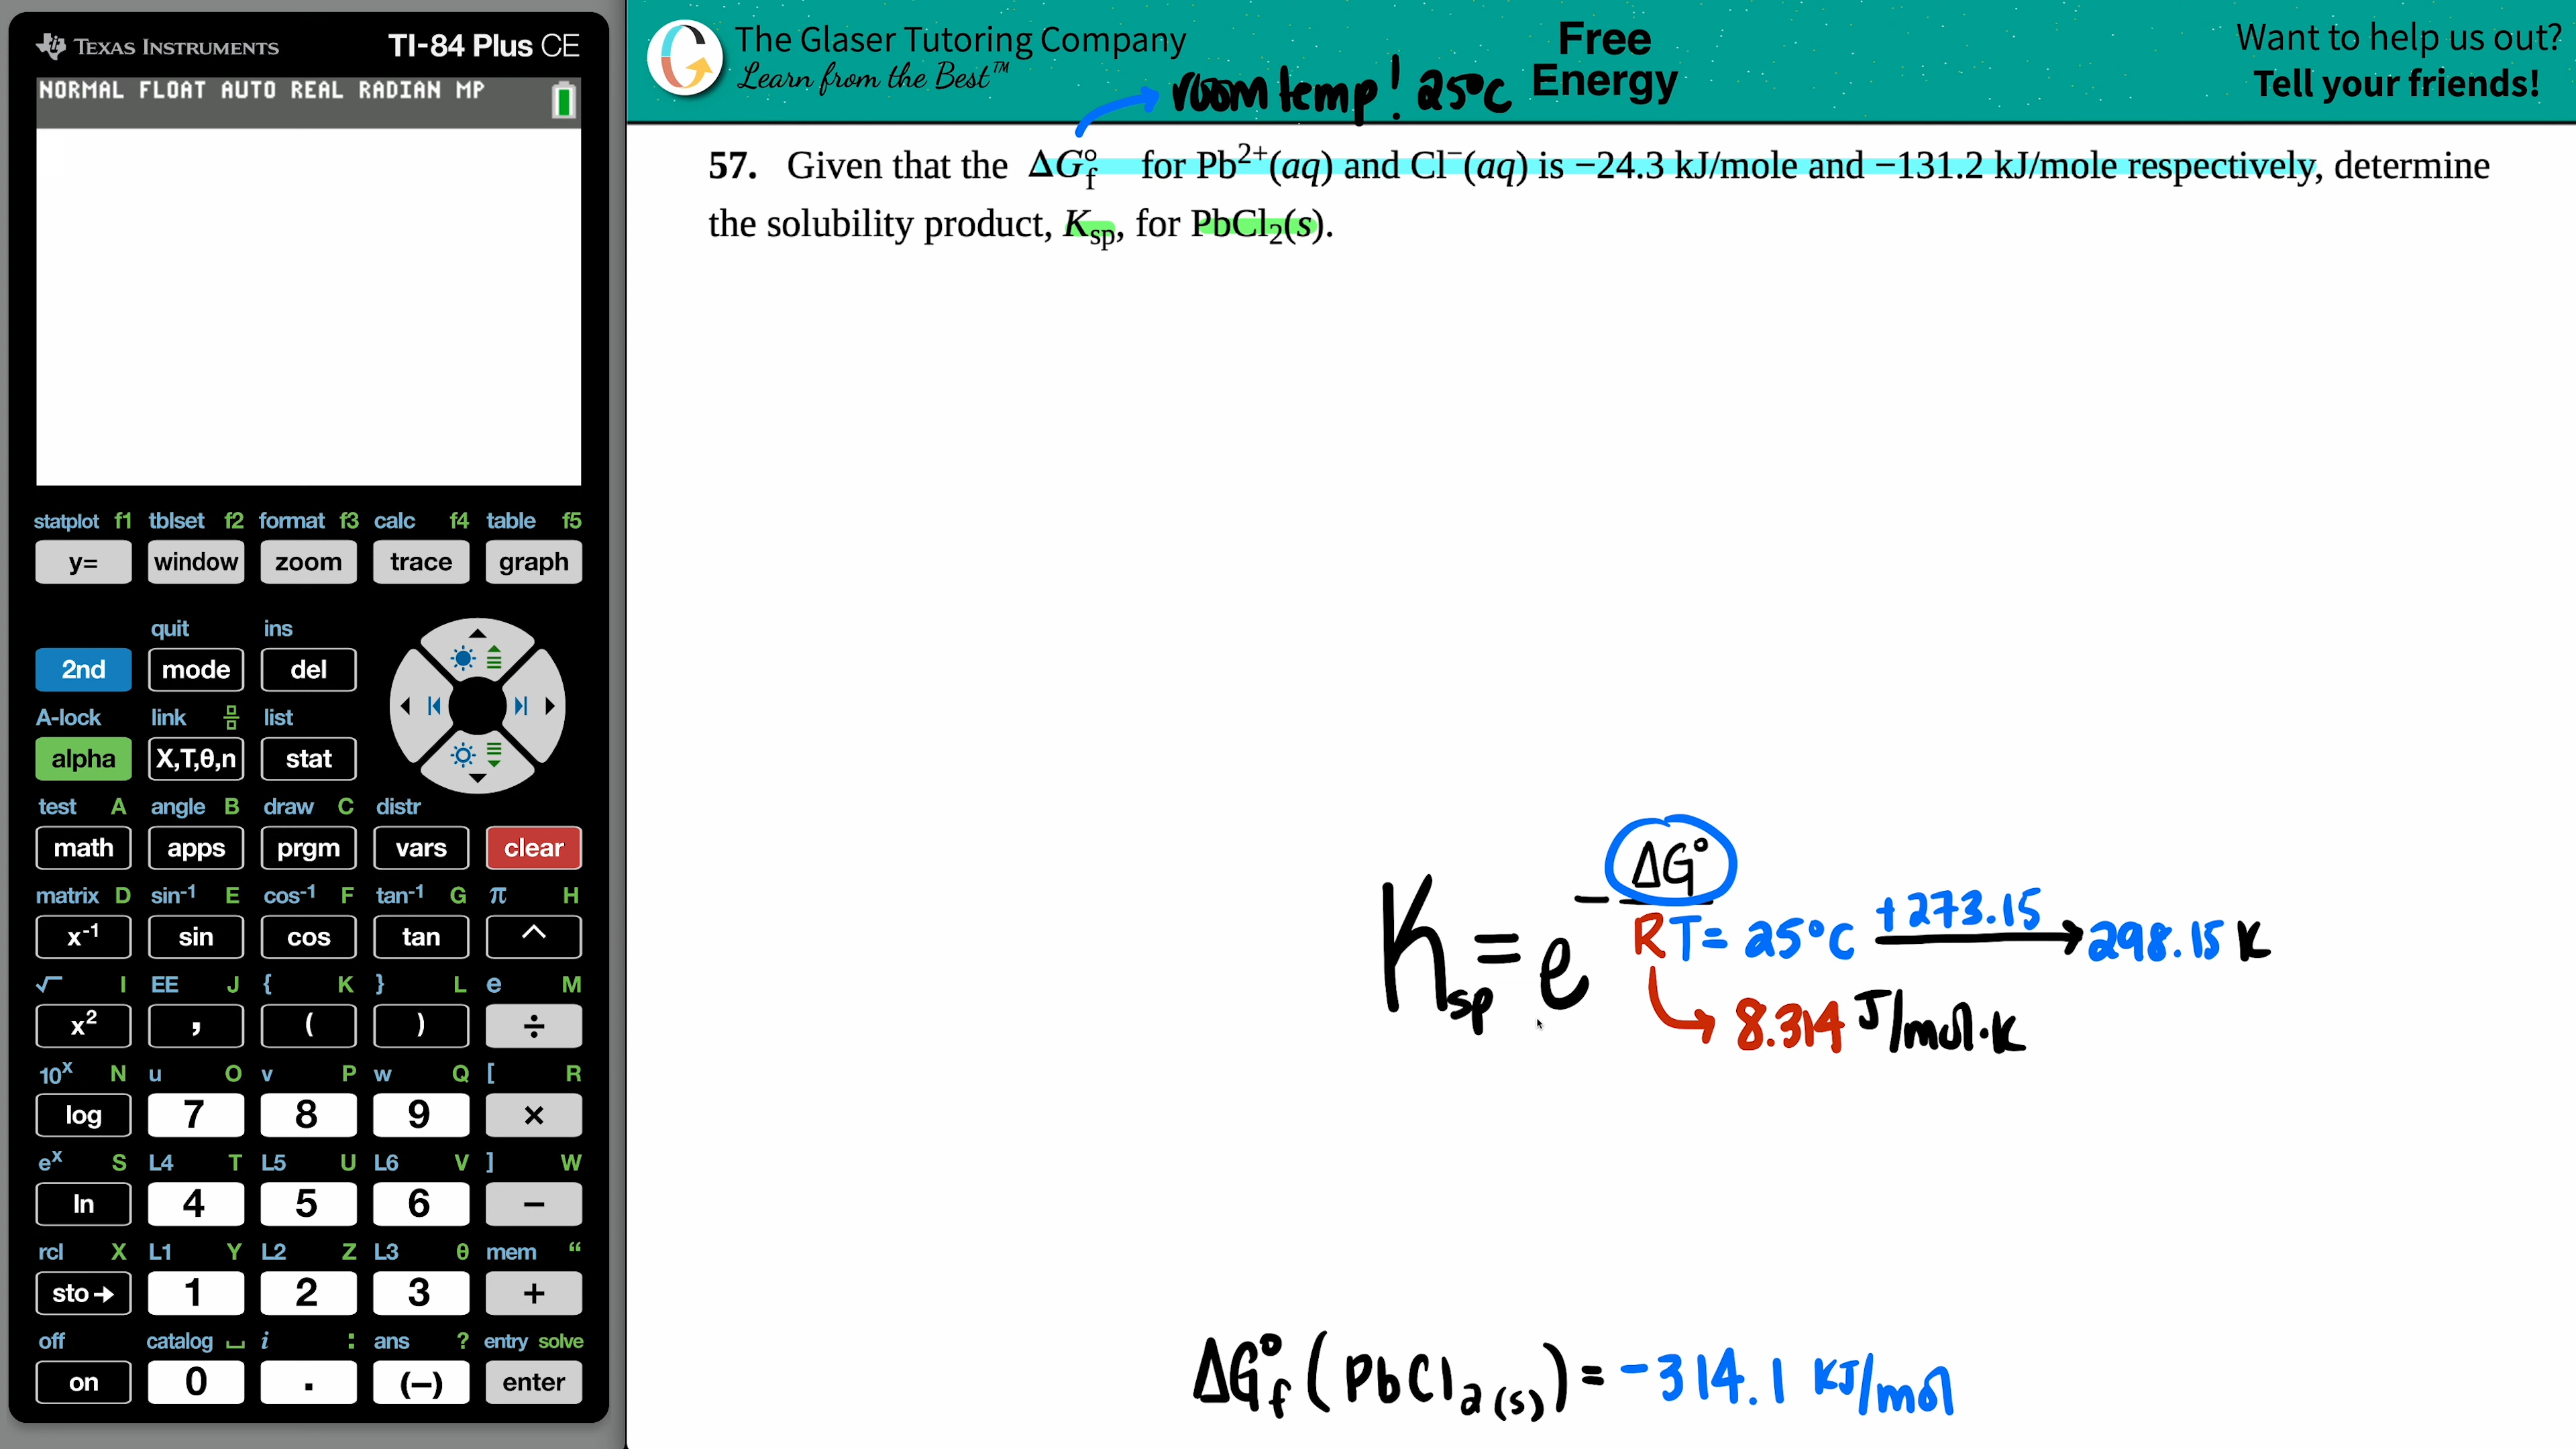 TEXAS INSTRUMENTS TI-84 Plus CE
NORMAL FLOAT AUTO REAL RADIAN MP
statplot f1 tblset f2 format f3 calc f4 table f5
y= window zoom trace graph
quit ins
2nd mode del
A-lock link list
alpha X,T,θ,n stat
test A angle B draw C distr
math apps prgm vars clear
matrix D sin⁻¹ E cos⁻¹ F tan⁻¹ G π H
x⁻¹ sin cos tan ^
√ I EE J { K } L e M
x² , ( ) ÷
10ˣ N u O v P w Q [ R
log 7 8 9 ×
eˣ S L4 T L5 U L6 V ] W
ln 4 5 6 −
rcl X L1 Y L2 Z L3 θ mem “
sto→ 1 2 3 +
off catalog ⎵ i : ans ? entry solve
on 0 . (−) enter
The Glaser Tutoring Company
Learn from the Best™
Free
Energy
Want to help us out?
Tell your friends!
room temp! 25°C
57. Given that the ΔG°f for Pb²⁺(aq) and Cl⁻(aq) is −24.3 kJ/mole and −131.2 kJ/mole respectively, determine
the solubility product, Ksp, for PbCl₂(s).
Ksp = e^−ΔG°/RT
T = 25°C +273.15 → 298.15 K
R → 8.314 J/mol·K
ΔG°f (PbCl₂(s)) = −314.1 KJ/mol